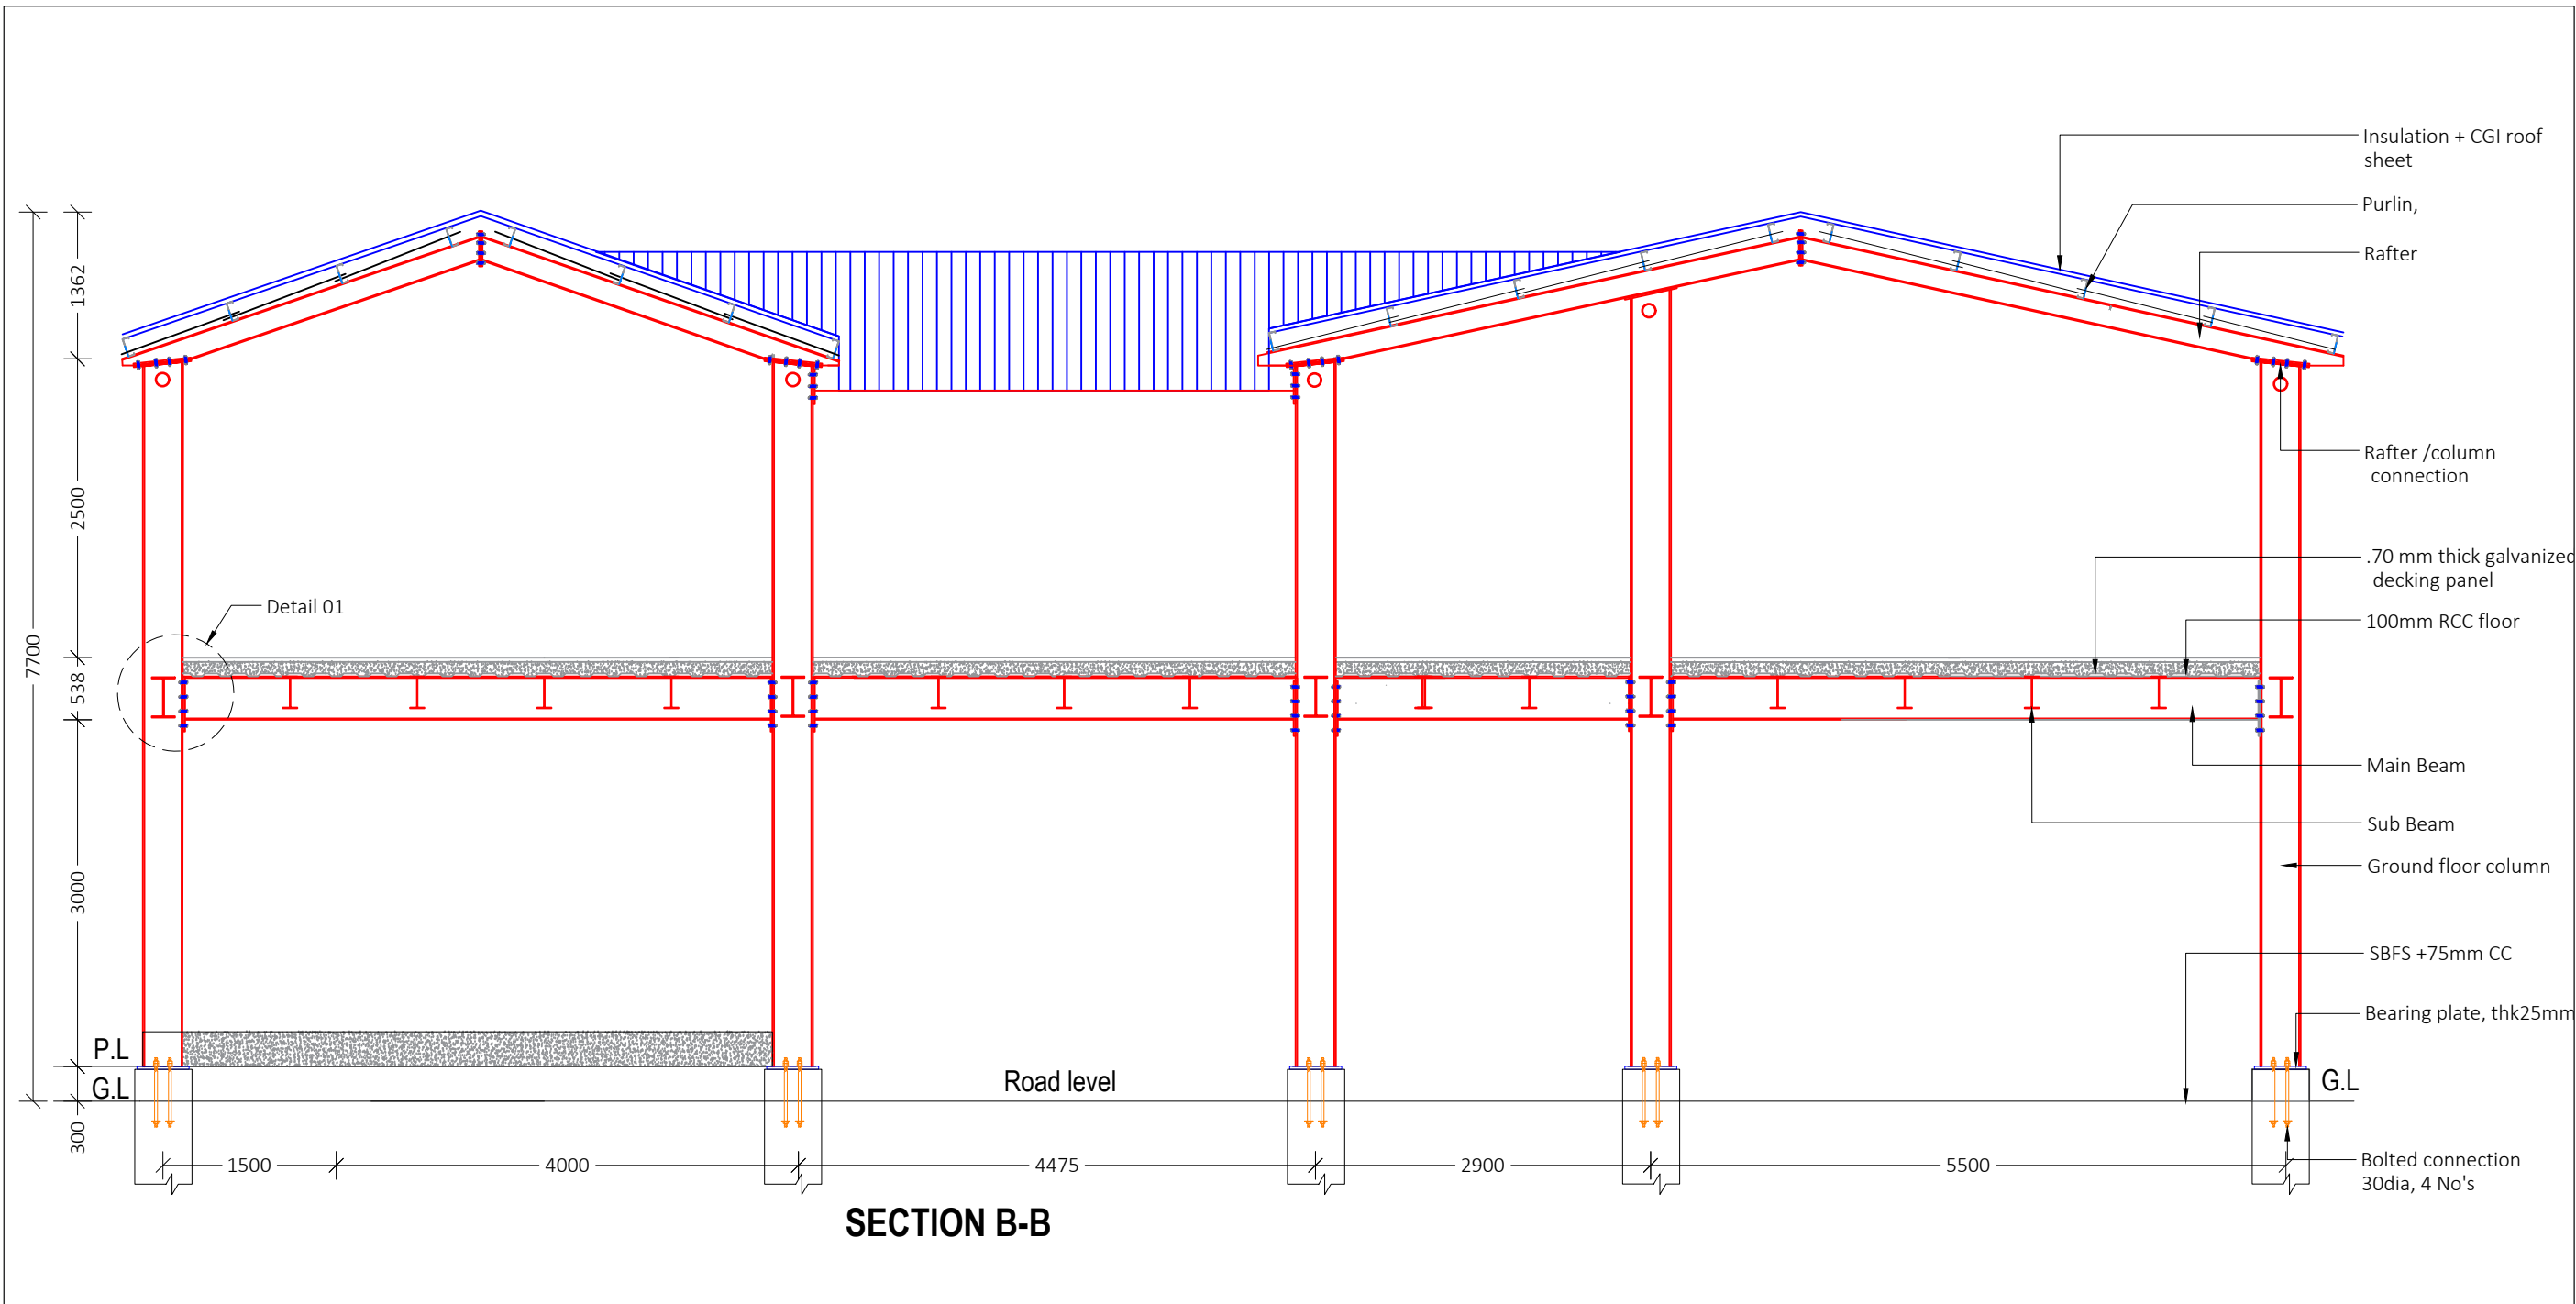 Insulation + CGI roof
sheet
Purlin,
Rafter
1362
Rafter /column
connection
2500
.70 mm thick galvanized
decking panel
Detail 01
100mm RCC floor
7700
538
Main Beam
Sub Beam
Ground floor column
3000
SBFS +75mm CC
Bearing plate, thk25mm
P.L
G.L
Road level
G.L
300
1500
4000
4475
2900
5500
Bolted connection
30dia, 4 No's
SECTION B-B